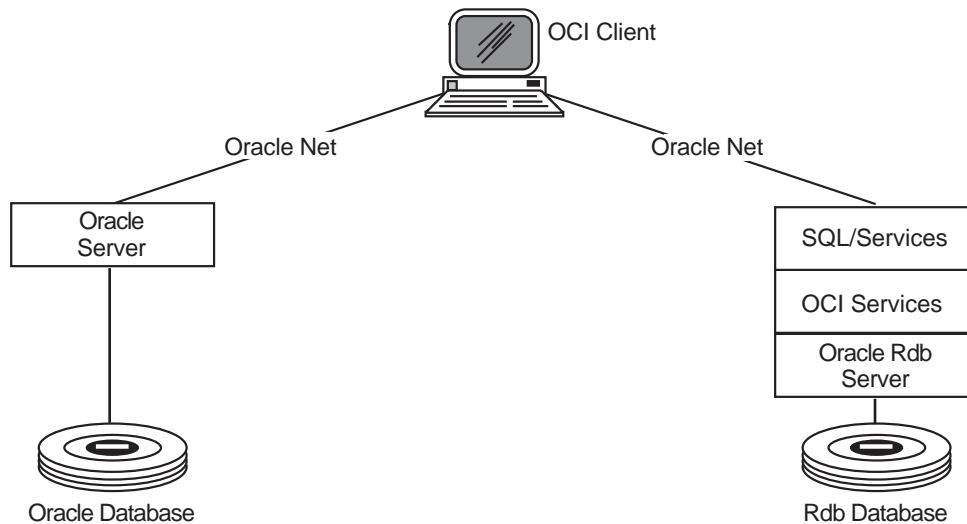 OCI Client
Oracle Net
Oracle Net
Oracle
Server
SQL/Services
OCI Services
Oracle Rdb
Server
Oracle Database
Rdb Database